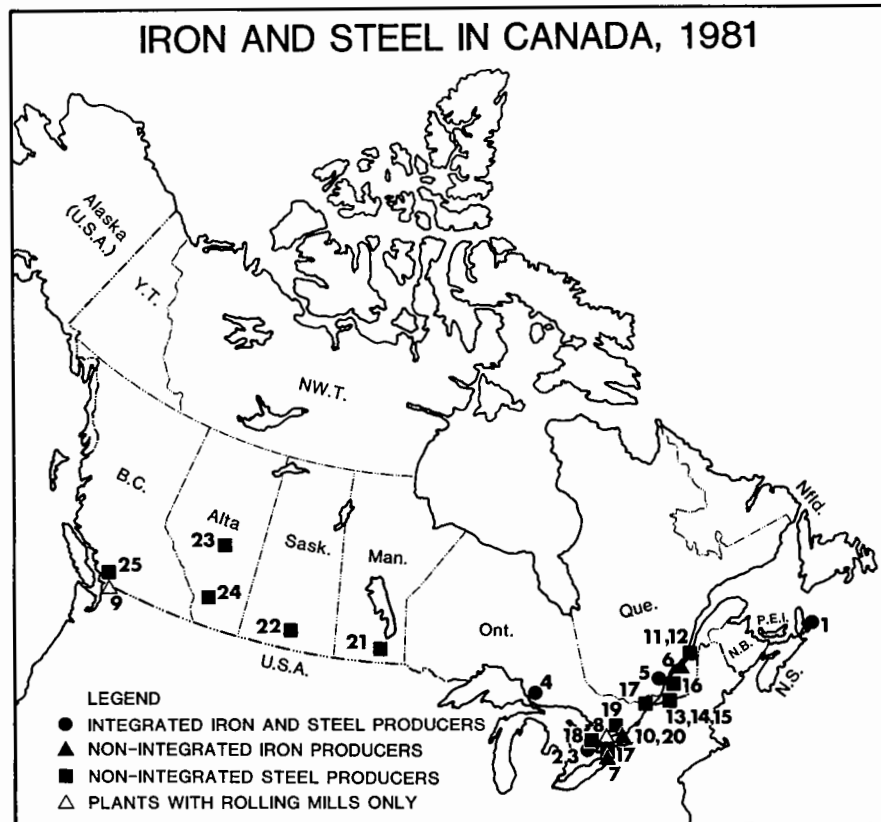 IRON AND STEEL IN CANADA, 1981
Alaska
(U.S.A.)
Y.T.
N.W.T.
B.C.
Alta
Sask.
Man.
Ont.
Que.
Nfld.
P.E.I.
N.B.
N.S.
U.S.A.
23
24
25
9
22
21
4
11,12
6
5
16
17
13,14,15
19
8
18
10,20
2,3
17
7
1
LEGEND
INTEGRATED IRON AND STEEL PRODUCERS
NON-INTEGRATED IRON PRODUCERS
NON-INTEGRATED STEEL PRODUCERS
PLANTS WITH ROLLING MILLS ONLY